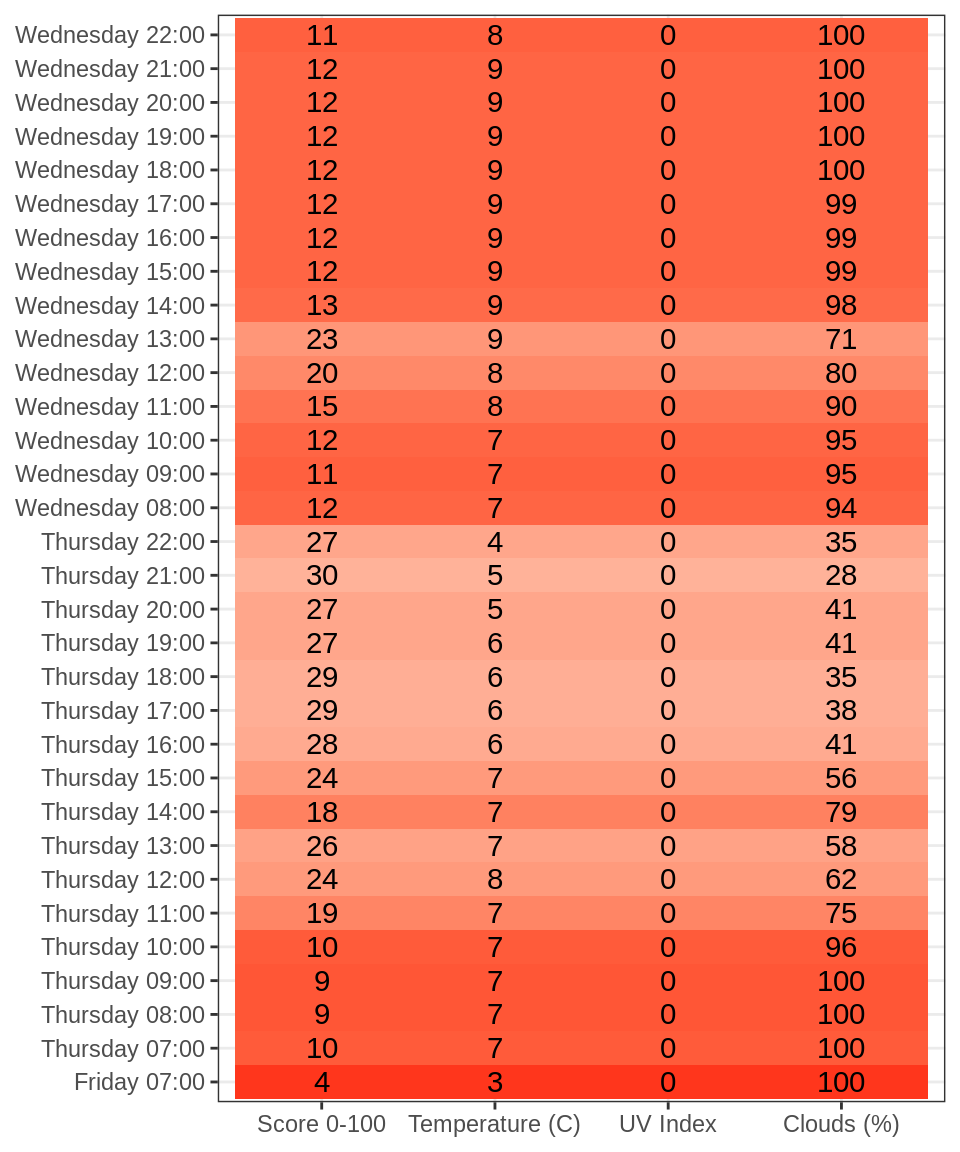 Wednesday 22:00 11 8 0 100
Wednesday 21:00 12 9 0 100
Wednesday 20:00 12 9 0 100
Wednesday 19:00 12 9 0 100
Wednesday 18:00 12 9 0 100
Wednesday 17:00 12 9 0 99
Wednesday 16:00 12 9 0 99
Wednesday 15:00 12 9 0 99
Wednesday 14:00 13 9 0 98
Wednesday 13:00 23 9 0 71
Wednesday 12:00 20 8 0 80
Wednesday 11:00 15 8 0 90
Wednesday 10:00 12 7 0 95
Wednesday 09:00 11 7 0 95
Wednesday 08:00 12 7 0 94
Thursday 22:00 27 4 0 35
Thursday 21:00 30 5 0 28
Thursday 20:00 27 5 0 41
Thursday 19:00 27 6 0 41
Thursday 18:00 29 6 0 35
Thursday 17:00 29 6 0 38
Thursday 16:00 28 6 0 41
Thursday 15:00 24 7 0 56
Thursday 14:00 18 7 0 79
Thursday 13:00 26 7 0 58
Thursday 12:00 24 8 0 62
Thursday 11:00 19 7 0 75
Thursday 10:00 10 7 0 96
Thursday 09:00 9 7 0 100
Thursday 08:00 9 7 0 100
Thursday 07:00 10 7 0 100
Friday 07:00 4 3 0 100
Score 0-100 Temperature (C) UV Index Clouds (%)